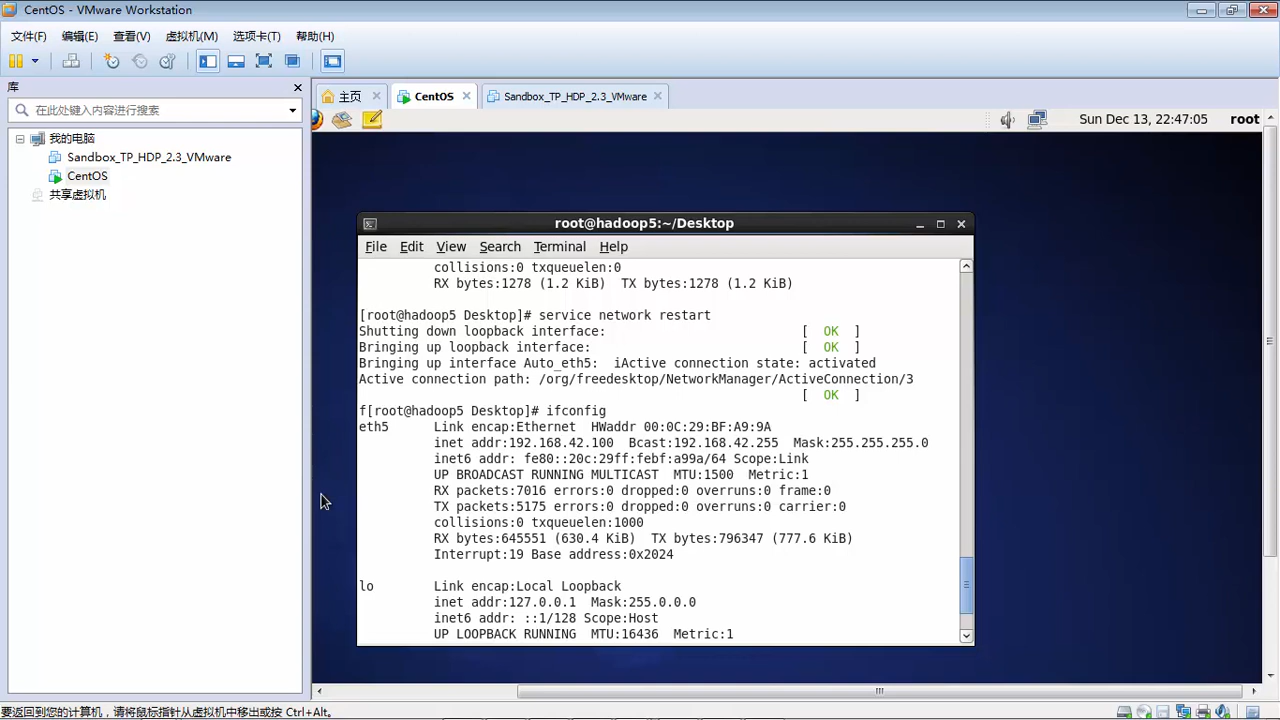 CentOS - VMware Workstation
文件(F) 编辑(E) 查看(V) 虚拟机(M) 选项卡(T) 帮助(H)
库
在此处键入内容进行搜索
我的电脑
Sandbox_TP_HDP_2.3_VMware
CentOS
共享虚拟机
主页 CentOS Sandbox_TP_HDP_2.3_VMware
Sun Dec 13, 22:47:05 root
root@hadoop5:~/Desktop
File Edit View Search Terminal Help
collisions:0 txqueuelen:0
RX bytes:1278 (1.2 KiB)  TX bytes:1278 (1.2 KiB)
[root@hadoop5 Desktop]# service network restart
Shutting down loopback interface: [  OK  ]
Bringing up loopback interface: [  OK  ]
Bringing up interface Auto_eth5:  iActive connection state: activated
Active connection path: /org/freedesktop/NetworkManager/ActiveConnection/3
[  OK  ]
f[root@hadoop5 Desktop]# ifconfig
eth5 Link encap:Ethernet  HWaddr 00:0C:29:BF:A9:9A
inet addr:192.168.42.100  Bcast:192.168.42.255  Mask:255.255.255.0
inet6 addr: fe80::20c:29ff:febf:a99a/64 Scope:Link
UP BROADCAST RUNNING MULTICAST  MTU:1500  Metric:1
RX packets:7016 errors:0 dropped:0 overruns:0 frame:0
TX packets:5175 errors:0 dropped:0 overruns:0 carrier:0
collisions:0 txqueuelen:1000
RX bytes:645551 (630.4 KiB)  TX bytes:796347 (777.6 KiB)
Interrupt:19 Base address:0x2024
lo Link encap:Local Loopback
inet addr:127.0.0.1  Mask:255.0.0.0
inet6 addr: ::1/128 Scope:Host
UP LOOPBACK RUNNING  MTU:16436  Metric:1
要返回到您的计算机，请将鼠标指针从虚拟机中移出或按 Ctrl+Alt。